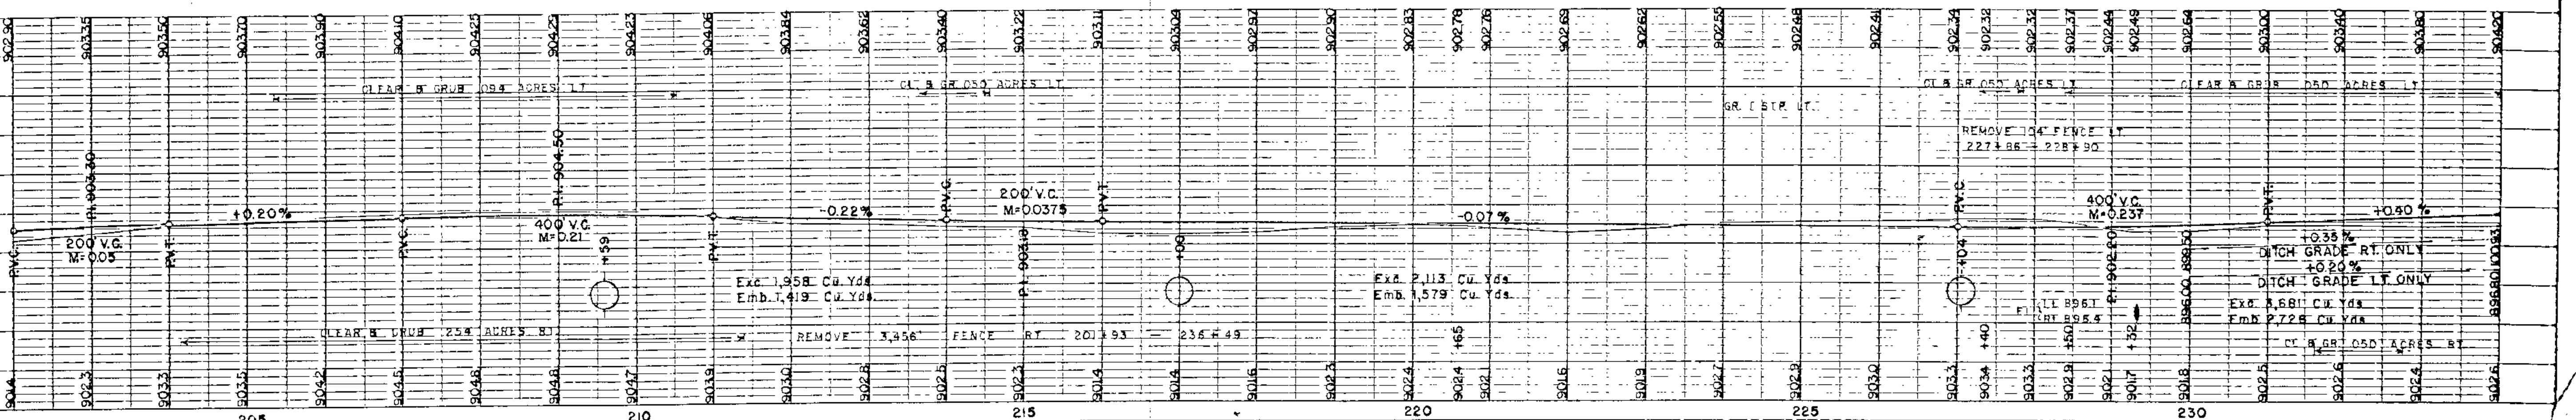 902.90 903.35 903.50 903.70 903.90 904.10 904.25 904.29 904.23 904.06 903.84 903.62 903.40 903.22 903.11 903.04 902.97 902.90 902.83 902.78 902.76 902.69 902.62 902.55 902.48 902.41 902.34 902.32 902.32 902.37 902.44 902.49 902.64 903.00 903.40 903.80 904.20
CLEAR & GRUB .094 ACRES LT.
CL & GR .050 ACRES LT.
CL & GR .050 ACRES LT.
CLEAR & GRUB .050 ACRES LT.
REMOVE 104' FENCE LT
227+86 - 228+90
P.I. 903.30
P.I. 904.50
P.V.C.
200' V.C.
M=0.05
P.V.T.
+0.20%
P.V.C.
400' V.C.
M=0.21
+59
P.V.T.
-0.22%
P.V.C.
200' V.C.
M=0.0375
P.V.T.
P.I. 903.18
+00
-0.07%
P.V.C.
+04
400' V.C.
M=0.237
P.I. 902.20
P.V.T.
+0.40%
+0.35%
DITCH GRADE RT. ONLY
+0.20%
DITCH GRADE LT. ONLY
896.00 899.50
Exc. 1,958 Cu. Yds.
Emb. 1,419 Cu. Yds.
Exc. 2,113 Cu. Yds.
Emb. 1,579 Cu. Yds.
Exc. 3,681 Cu. Yds.
Emb. 2,728 Cu. Yds.
LT. 896.1
RT. 895.4
CLEAR & GRUB .254 ACRES RT.
REMOVE 3,456' FENCE RT. 201+93 - 236+49
+65
+40
+50
+32
CL & GR .050 ACRES RT.
901.4 902.3 903.3 903.5 904.2 904.5 904.6 904.8 904.7 903.9 903.0 902.6 902.5 902.3 901.4 901.4 901.6 902.3 902.4 902.4 901.6 901.9 902.7 902.9 903.0 903.3 903.4 903.3 902.9 902.1 901.7 901.8 902.5 902.6 902.4 902.6
205 210 215 220 225 230